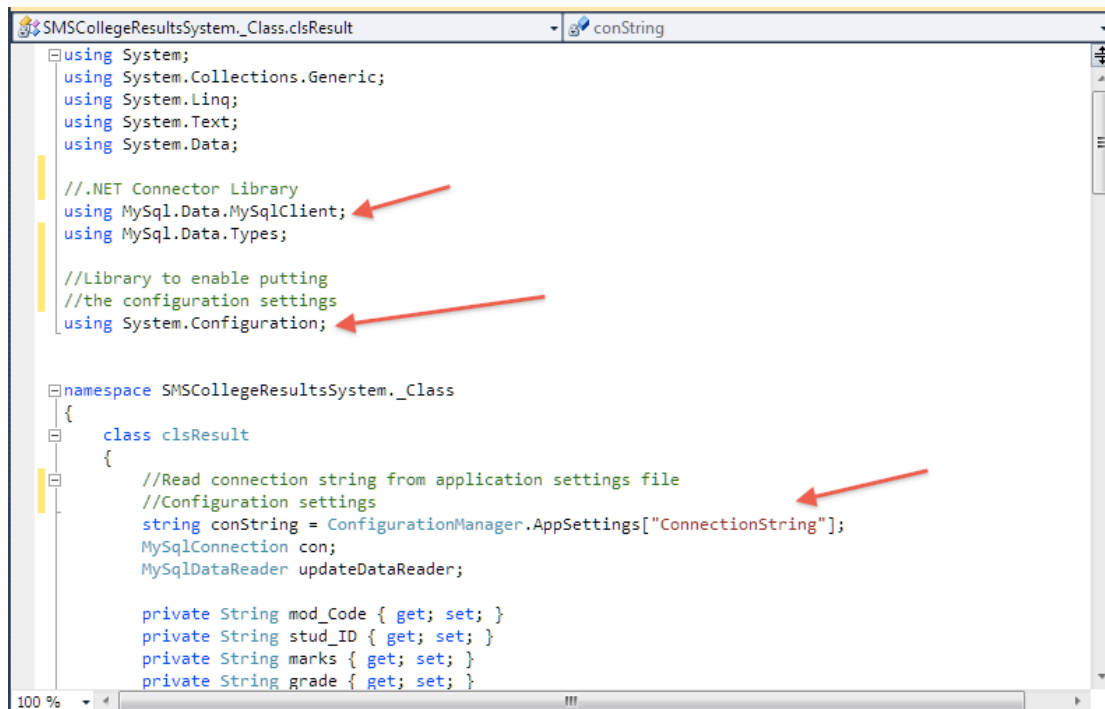 SMSCollegeResultsSystem._Class.clsResult conString
using System;
using System.Collections.Generic;
using System.Linq;
using System.Text;
using System.Data;
//.NET Connector Library
using MySql.Data.MySqlClient;
using MySql.Data.Types;
//Library to enable putting
//the configuration settings
using System.Configuration;
namespace SMSCollegeResultsSystem._Class
{
class clsResult
{
//Read connection string from application settings file
//Configuration settings
string conString = ConfigurationManager.AppSettings["ConnectionString"];
MySqlConnection con;
MySqlDataReader updateDataReader;
private String mod_Code { get; set; }
private String stud_ID { get; set; }
private String marks { get; set; }
private String grade { get; set; }
100 %